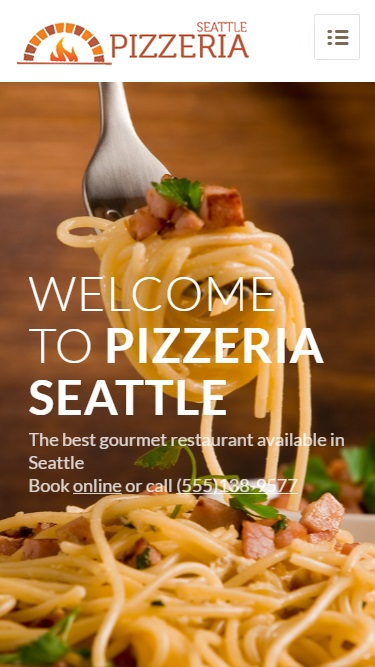 SEATTLE
PIZZERIA
WELCOME
TO PIZZERIA
SEATTLE
The best gourmet restaurant available in
Seattle
Book online or call (555)138-9577